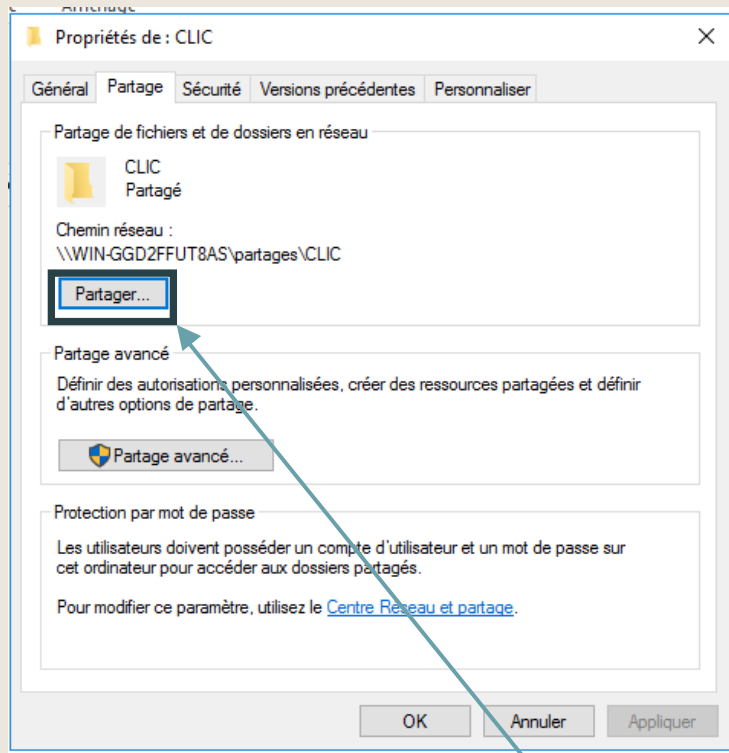 Affichage
Propriétés de : CLIC
Général Partage Sécurité Versions précédentes Personnaliser
Partage de fichiers et de dossiers en réseau
CLIC
Partagé
Chemin réseau :
\\WIN-GGD2FFUT8AS\partages\CLIC
Partager...
Partage avancé
Définir des autorisations personnalisées, créer des ressources partagées et définir
d'autres options de partage.
Partage avancé...
Protection par mot de passe
Les utilisateurs doivent posséder un compte d'utilisateur et un mot de passe sur
cet ordinateur pour accéder aux dossiers partagés.
Pour modifier ce paramètre, utilisez le Centre Réseau et partage.
OK Annuler Appliquer